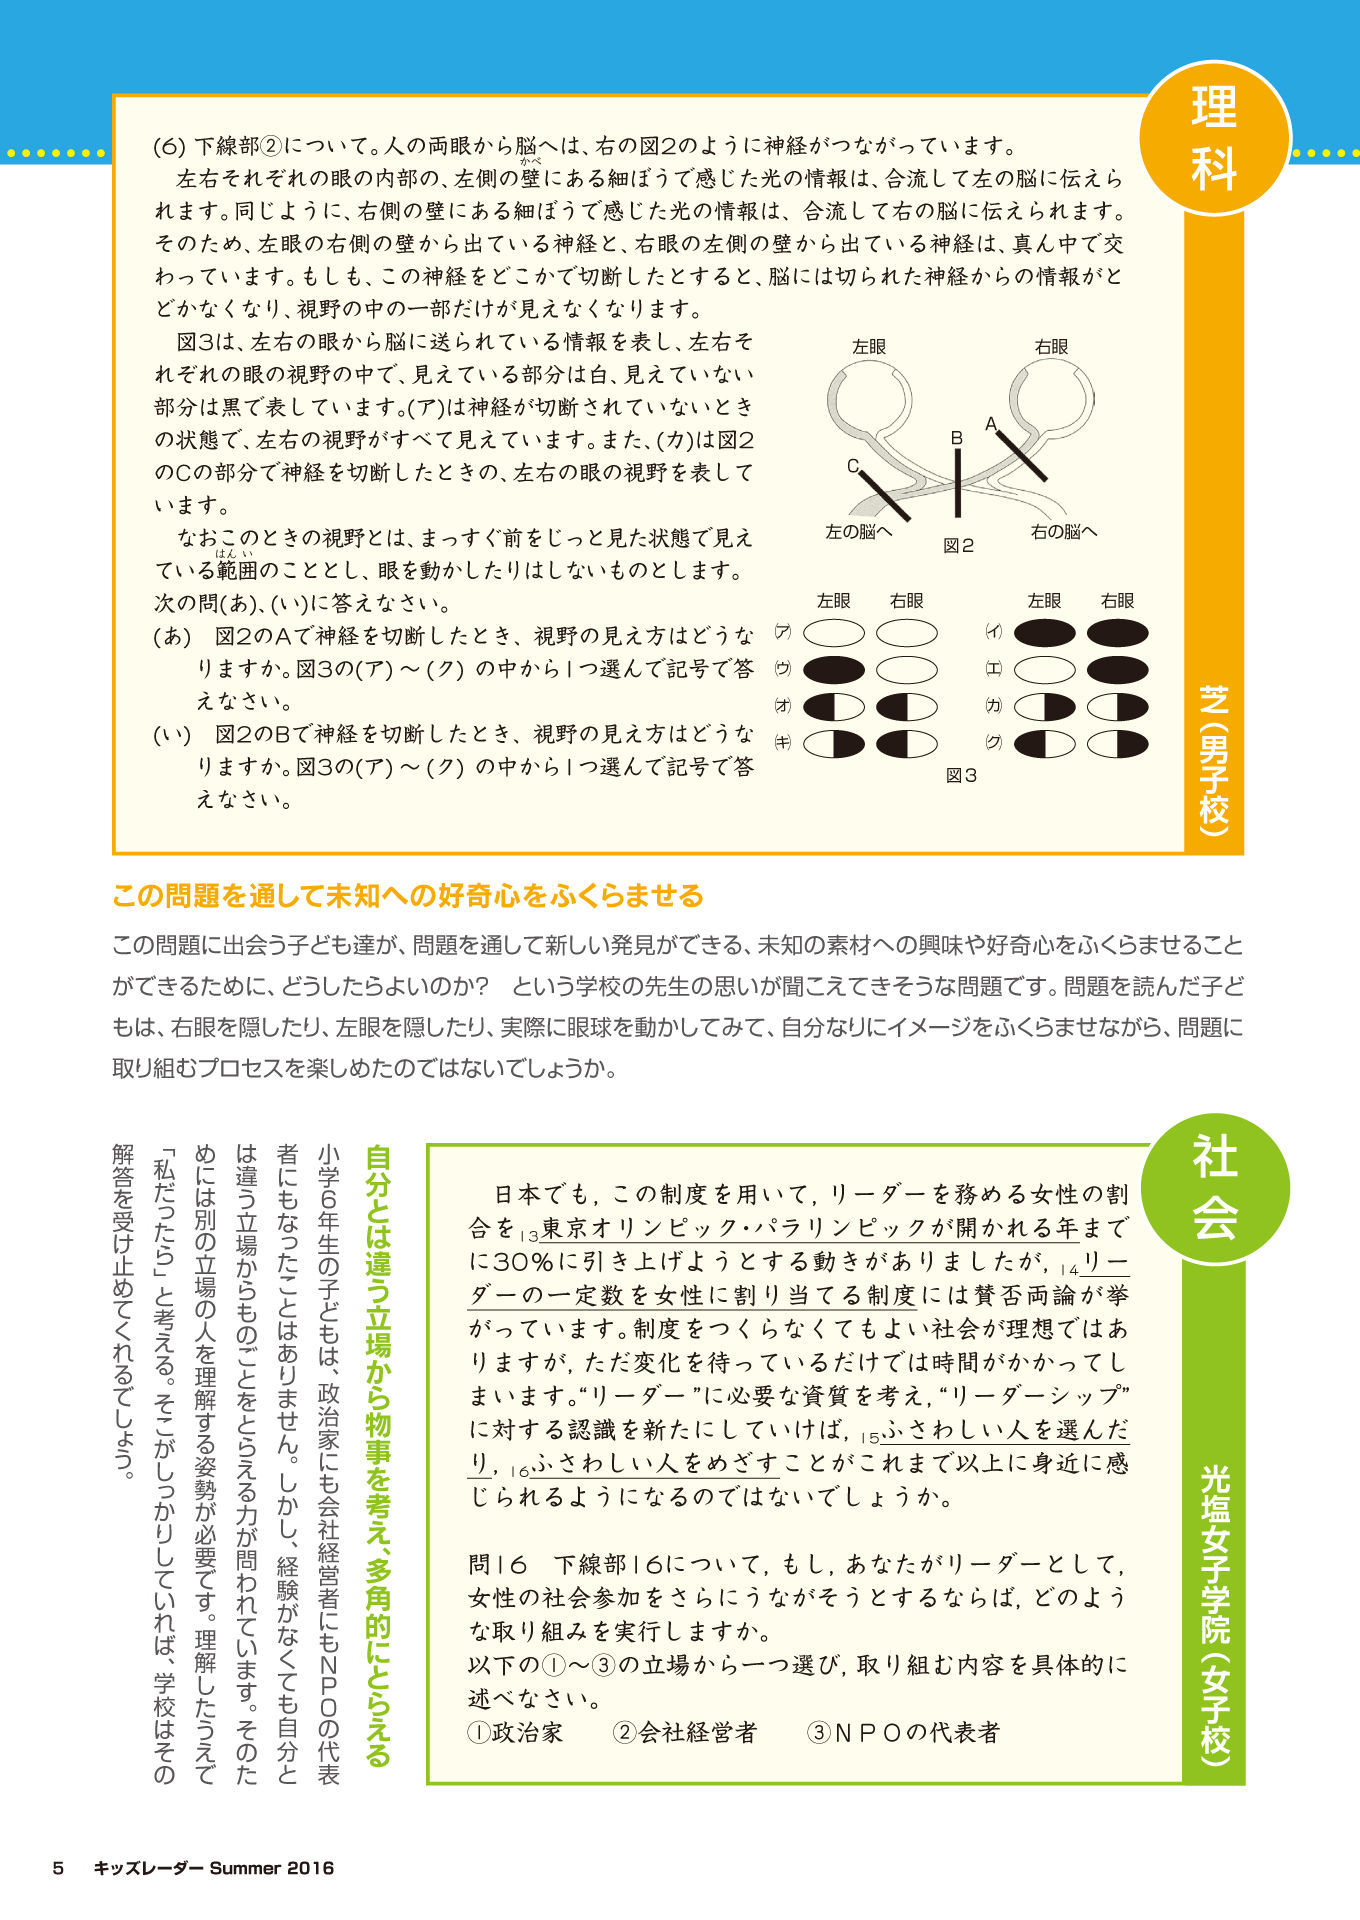 理科
(6) 下線部②について。人の両眼から脳へは、右の図2のように神経がつながっています。
かべ
左右それぞれの眼の内部の、左側の壁にある細ぼうで感じた光の情報は、合流して左の脳に伝えら
れます。同じように、右側の壁にある細ぼうで感じた光の情報は、合流して右の脳に伝えられます。
そのため、左眼の右側の壁から出ている神経と、右眼の左側の壁から出ている神経は、真ん中で交
わっています。もしも、この神経をどこかで切断したとすると、脳には切られた神経からの情報がと
どかなくなり、視野の中の一部だけが見えなくなります。
図3は、左右の眼から脳に送られている情報を表し、左右そ
れぞれの眼の視野の中で、見えている部分は白、見えていない
部分は黒で表しています。(ア)は神経が切断されていないとき
の状態で、左右の視野がすべて見えています。また、(カ)は図2
のCの部分で神経を切断したときの、左右の眼の視野を表して
います。
なおこのときの視野とは、まっすぐ前をじっと見た状態で見え
はんい
ている範囲のこととし、眼を動かしたりはしないものとします。
次の問(あ)、(い)に答えなさい。
(あ) 図2のAで神経を切断したとき、視野の見え方はどうな
りますか。図3の(ア)～(ク) の中から1つ選んで記号で答
えなさい。
(い) 図2のBで神経を切断したとき、視野の見え方はどうな
りますか。図3の(ア)～(ク) の中から1つ選んで記号で答
えなさい。
左眼 右眼
A
B
C
左の脳へ 右の脳へ
図2
左眼 右眼 左眼 右眼
(ア) (イ)
(ウ) (エ)
(オ) (カ)
(キ) (ク)
図3
芝(男子校)
この問題を通して未知への好奇心をふくらませる
この問題に出会う子ども達が、問題を通して新しい発見ができる、未知の素材への興味や好奇心をふくらませること
ができるために、どうしたらよいのか?　という学校の先生の思いが聞こえてきそうな問題です。問題を読んだ子ど
もは、右眼を隠したり、左眼を隠したり、実際に眼球を動かしてみて、自分なりにイメージをふくらませながら、問題に
取り組むプロセスを楽しめたのではないでしょうか。
社会
日本でも, この制度を用いて, リーダーを務める女性の割
合を13東京オリンピック・パラリンピックが開かれる年まで
に30%に引き上げようとする動きがありましたが, 14リー
ダーの一定数を女性に割り当てる制度には賛否両論が挙
がっています。制度をつくらなくてもよい社会が理想ではあ
りますが, ただ変化を待っているだけでは時間がかかってし
まいます。“リーダー”に必要な資質を考え, “リーダーシップ”
に対する認識を新たにしていけば, 15ふさわしい人を選んだ
り, 16ふさわしい人をめざすことがこれまで以上に身近に感
じられるようになるのではないでしょうか。
問16　下線部16について, もし, あなたがリーダーとして,
女性の社会参加をさらにうながそうとするならば, どのよう
な取り組みを実行しますか。
以下の①～③の立場から一つ選び, 取り組む内容を具体的に
述べなさい。
①政治家　②会社経営者　③NPOの代表者
光塩女子学院(女子校)
自分とは違う立場から物事を考え、多角的にとらえる
小学6年生の子どもは、政治家にも会社経営者にもNPOの代表
者にもなったことはありません。しかし、経験がなくても自分と
は違う立場からものごとをとらえる力が問われています。そのた
めには別の立場の人を理解する姿勢が必要です。理解したうえで
「私だったら」と考える。そこがしっかりしていれば、学校はその
解答を受け止めてくれるでしょう。
5 キッズレーダー Summer 2016